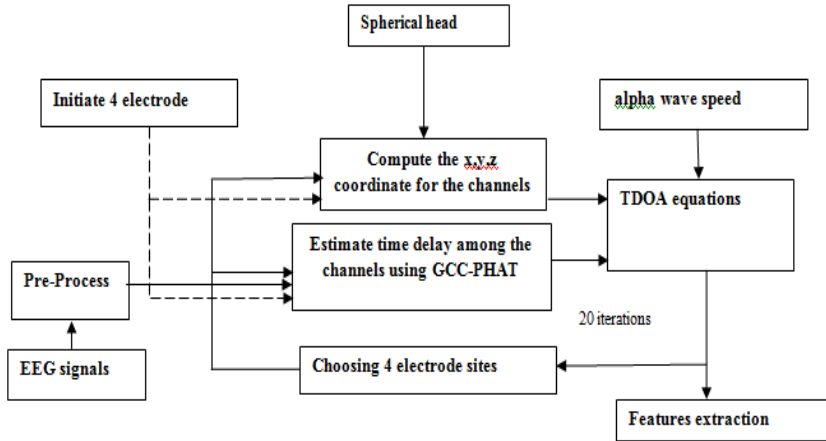 Spherical head
Initiate 4 electrode
alpha wave speed
Compute the x,y,z
coordinate for the channels
TDOA equations
Estimate time delay among the
channels using GCC-PHAT
Pre-Process
20 iterations
EEG signals
Choosing 4 electrode sites
Features extraction